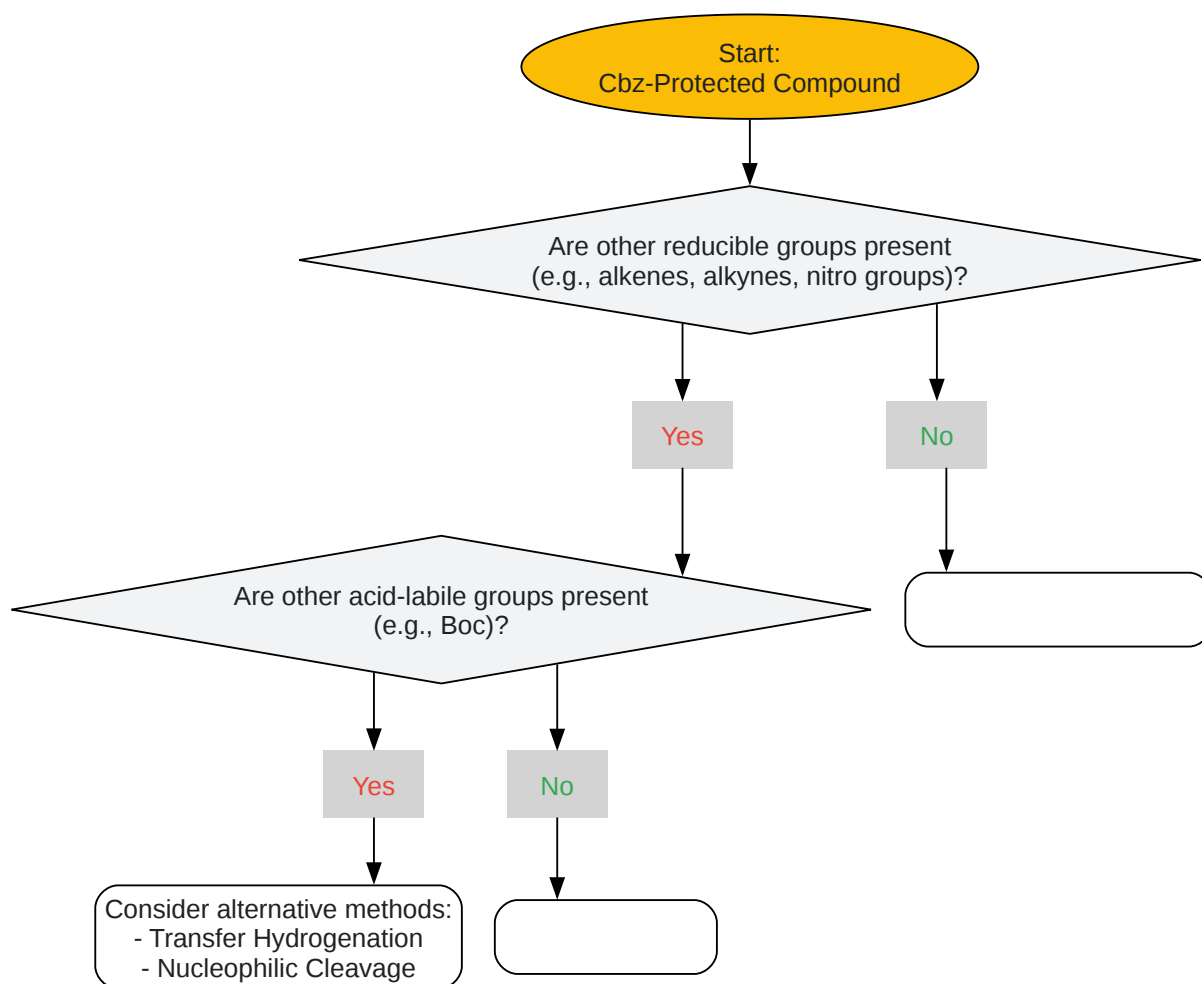 Start:
Cbz-Protected Compound
Are other reducible groups present
(e.g., alkenes, alkynes, nitro groups)?
Yes
No
Are other acid-labile groups present
(e.g., Boc)?
Yes
No
Consider alternative methods:
- Transfer Hydrogenation
- Nucleophilic Cleavage